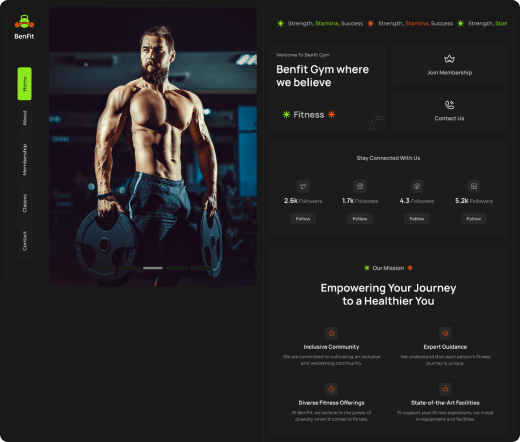 BenFit
Home
About
Membership
Classes
Contact
Strength, Stamina, Success
Strength, Stamina, Success
Strength, Stam
Welcome To Benfit Gym
Benfit Gym where
we believe
Fitness
Join Membership
Contact Us
Stay Connected With Us
2.6k Followers
Follow
1.7k Followers
Follow
4.3 Followers
Follow
5.2k Followers
Follow
Our Mission
Empowering Your Journey
to a Healthier You
Inclusive Community
We are committed to cultivating an inclusive
and welcoming community.
Expert Guidance
We understand that each person's fitness
journey is unique.
Diverse Fitness Offerings
At BenFit, we believe in the power of
diversity when it comes to fitness.
State-of-the-Art Facilities
To support your fitness aspirations, we invest
in equipment and facilities.